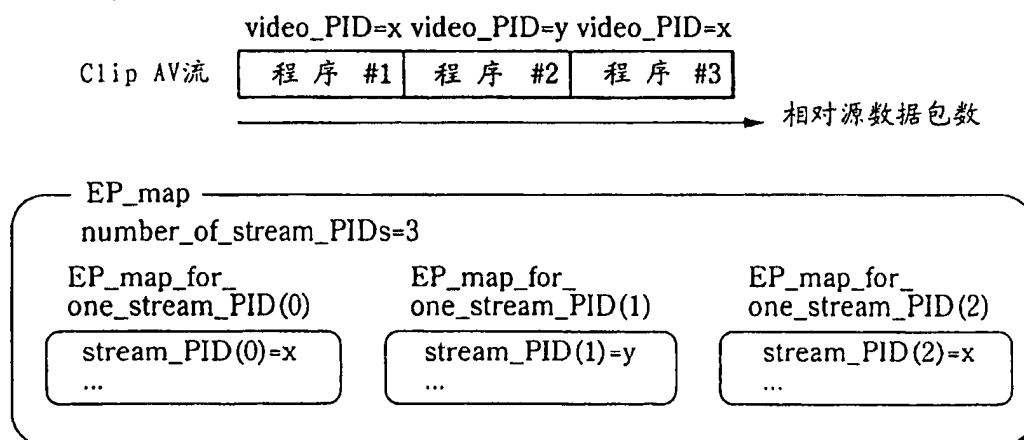 video_PID=x video_PID=y video_PID=x
Clip AV流 程序 #1 程序 #2 程序 #3
相对源数据包数
EP_map
number_of_stream_PIDs=3
EP_map_for_ EP_map_for_ EP_map_for_
one_stream_PID(0) one_stream_PID(1) one_stream_PID(2)
stream_PID(0)=x stream_PID(1)=y stream_PID(2)=x
... ... ...